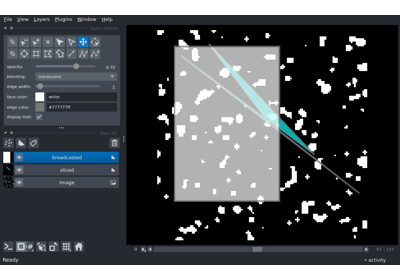 File View Layers Plugins Window Help
opacity: 0.70
blending: translucent
edge width: 1
face color: white
edge color: #777777ff
display text: ✓
broadcasted
sliced
Image
Ready
activity